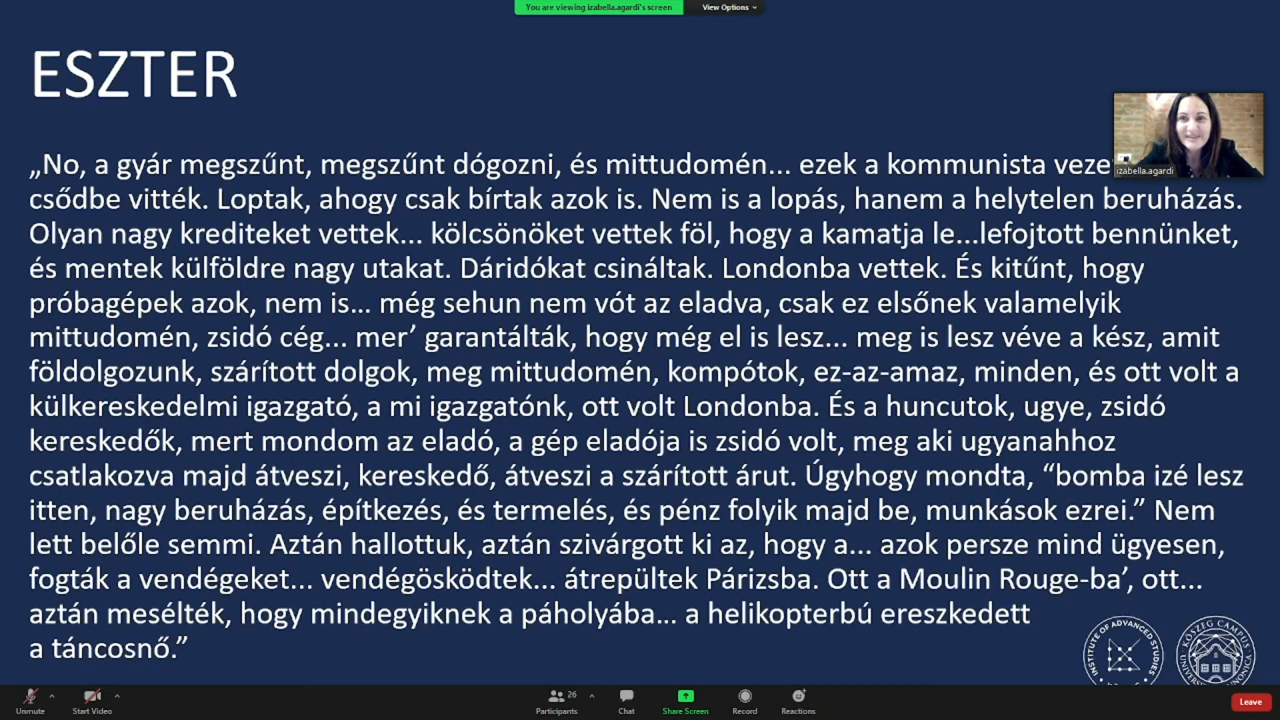 You are viewing izabella.agardi's screen View Options
ESZTER
izabella.agardi
„No, a gyár megszűnt, megszűnt dógozni, és mittudomén... ezek a kommunista
csődbe vitték. Loptak, ahogy csak bírtak azok is. Nem is a lopás, hanem a helytelen beruházás.
Olyan nagy krediteket vettek... kölcsönöket vettek föl, hogy a kamatja le...lefojtott bennünket,
és mentek külföldre nagy utakat. Dáridókat csináltak. Londonba vettek. És kitűnt, hogy
próbagépek azok, nem is... még sehun nem vót az eladva, csak ez elsőnek valamelyik
mittudomén, zsidó cég... mer’ garantálták, hogy még el is lesz... meg is lesz véve a kész, amit
földolgozunk, szárított dolgok, meg mittudomén, kompótok, ez-az-amaz, minden, és ott volt a
külkereskedelmi igazgató, a mi igazgatónk, ott volt Londonba. És a huncutok, ugye, zsidó
kereskedők, mert mondom az eladó, a gép eladója is zsidó volt, meg aki ugyanahhoz
csatlakozva majd átveszi, kereskedő, átveszi a szárított árut. Úgyhogy mondta, “bomba izé lesz
itten, nagy beruházás, építkezés, és termelés, és pénz folyik majd be, munkások ezrei.” Nem
lett belőle semmi. Aztán hallottuk, aztán szivárgott ki az, hogy a... azok persze mind ügyesen,
fogták a vendégeket... vendégösködtek... átrepültek Párizsba. Ott a Moulin Rouge-ba’, ott...
aztán mesélték, hogy mindegyiknek a páholyába... a helikopterbú ereszkedett
a táncosnő.”
INSTITUTE OF ADVANCED STUDIES
KŐSZEG CAMPUS
Unmute Start Video Participants 26 Chat Share Screen Record Reactions Leave